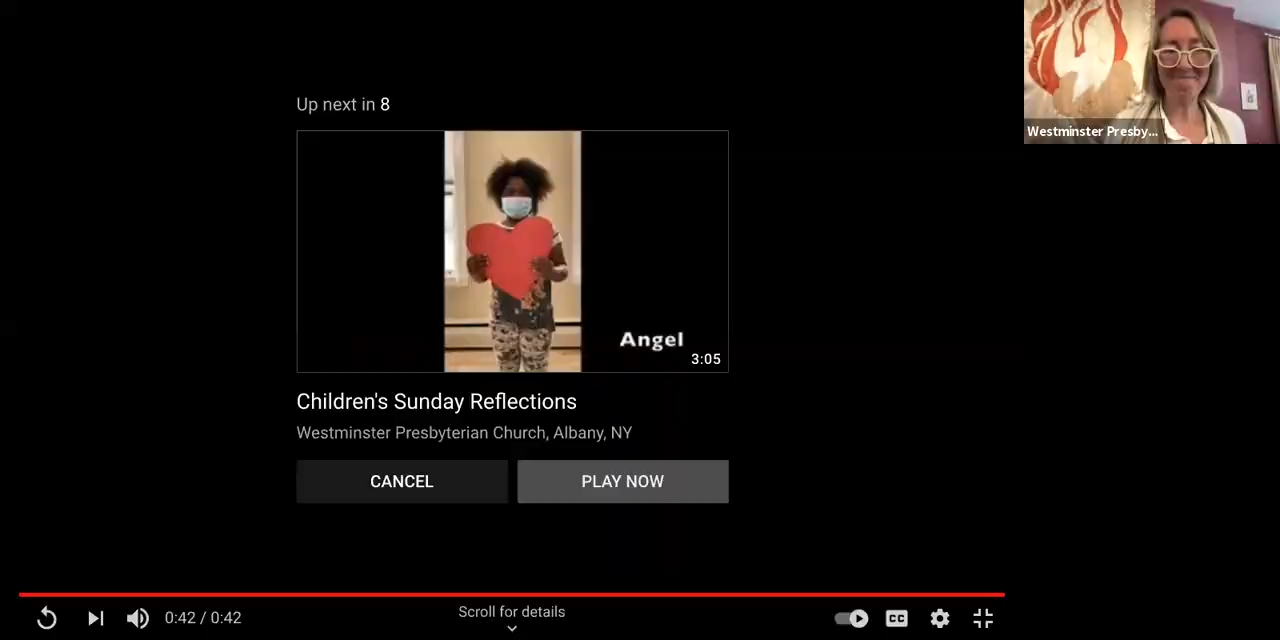 Up next in 8
Westminster Presby...
Angel
3:05
Children's Sunday Reflections
Westminster Presbyterian Church, Albany, NY
CANCEL
PLAY NOW
0:42 / 0:42
Scroll for details
CC